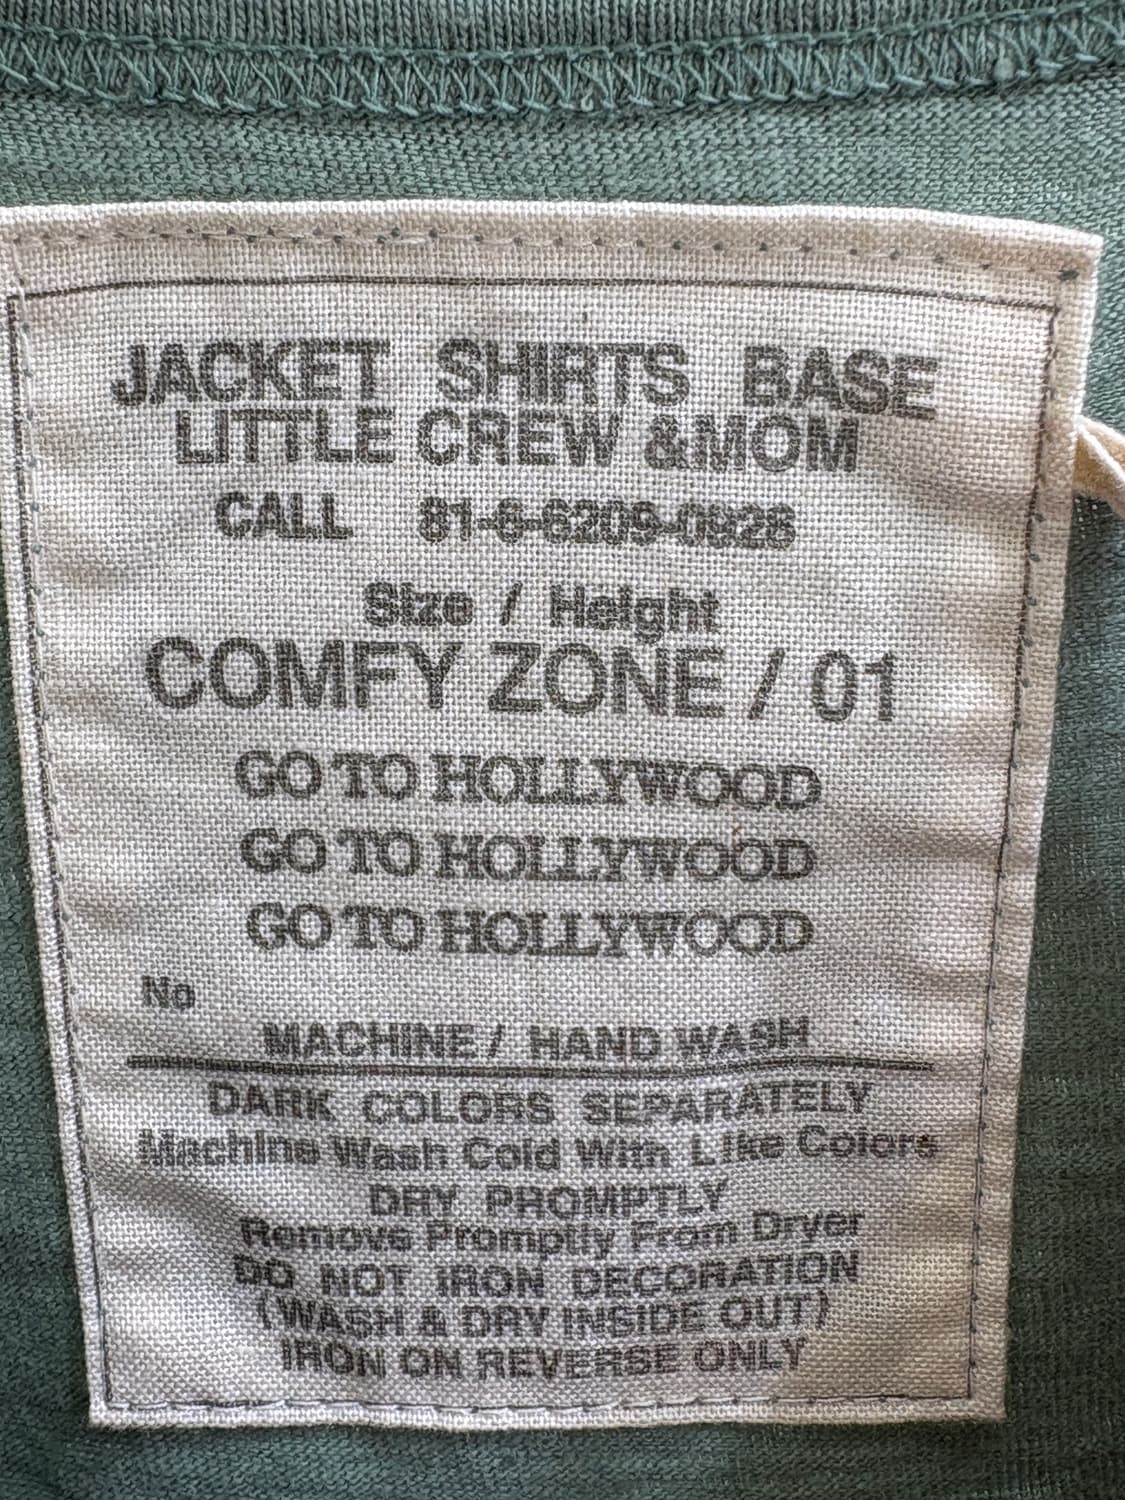 JACKET SHIRTS BASE
LITTLE CREW &MOM
CALL 81-6-6209-0928
Size / Height
COMFY ZONE / 01
GO TO HOLLYWOOD
GO TO HOLLYWOOD
GO TO HOLLYWOOD
No
MACHINE / HAND WASH
DARK COLORS SEPARATELY
Machine Wash Cold With Like Colors
DRY PROMPTLY
Remove Promptly From Dryer
DO NOT IRON DECORATION
(WASH & DRY INSIDE OUT)
IRON ON REVERSE ONLY